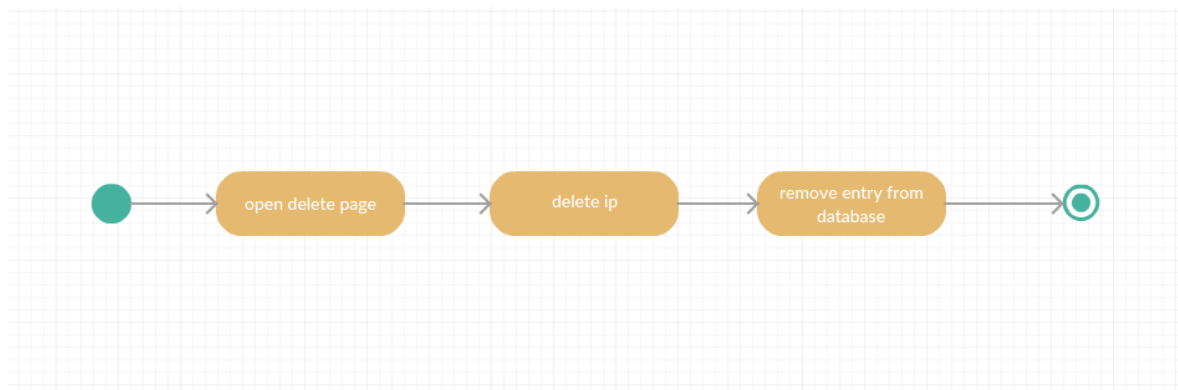 open delete page
delete ip
remove entry from
database